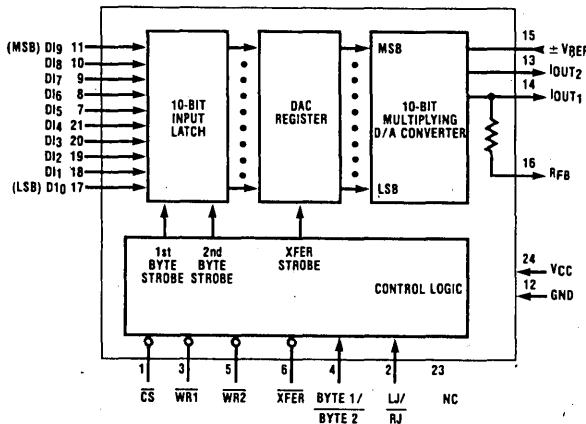 (MSB) DI9 11
DI8 10
DI7 9
DI6 8
DI5 7
DI4 21
DI3 20
DI2 19
DI1 18
(LSB) DI0 17
10-BIT
INPUT
LATCH
DAC
REGISTER
MSB
10-BIT
MULTIPLYING
D/A CONVERTER
LSB
15
± VREF
13
IOUT2
14
IOUT1
16
RFB
24
VCC
12
GND
1st
BYTE
STROBE
2nd
BYTE
STROBE
XFER
STROBE
CONTROL LOGIC
1 3 5 6 4 2 23
CS WR1 WR2 XFER BYTE 1/ LJ/ NC
BYTE 2 RJ